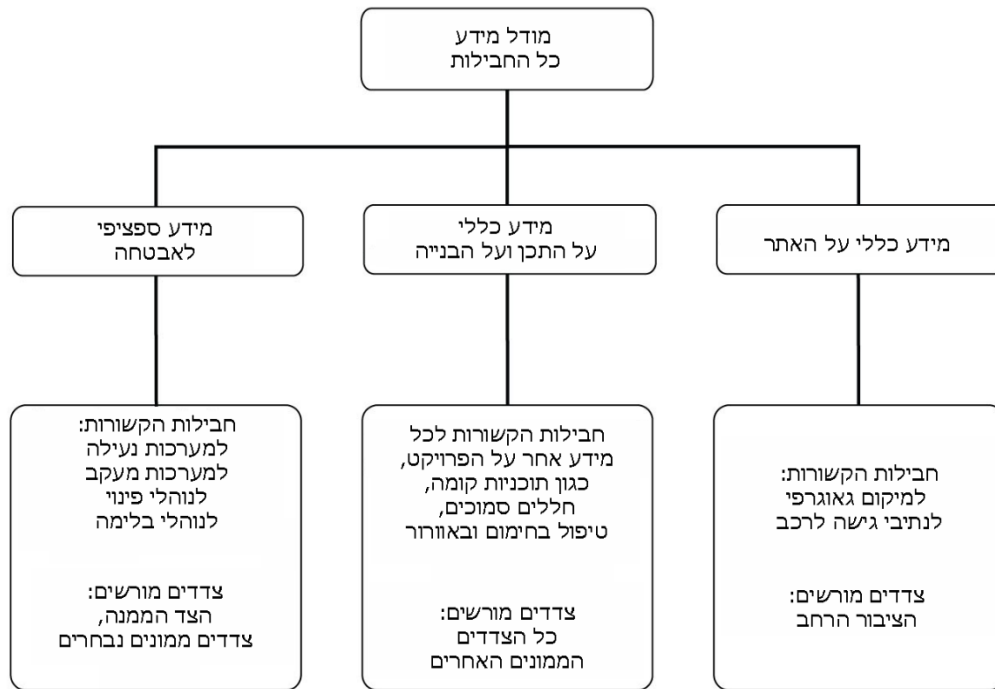 מודל מידע
כל החבילות
מידע כללי על האתר
מידע כללי
על התכן ועל הבנייה
מידע ספציפי
לאבטחה
חבילות הקשורות:
למיקום גאוגרפי
לנתיבי גישה לרכב
צדדים מורשים:
הציבור הרחב
חבילות הקשורות לכל
מידע אחר על הפרויקט,
כגון תוכניות קומה,
חללים סמוכים,
טיפול בחימום ובאוורור
צדדים מורשים:
כל הצדדים
הממונים האחרים
חבילות הקשורות:
למערכות נעילה
למערכות מעקב
לנוהלי פינוי
לנוהלי בלימה
צדדים מורשים:
הצד הממנה,
צדדים ממונים נבחרים